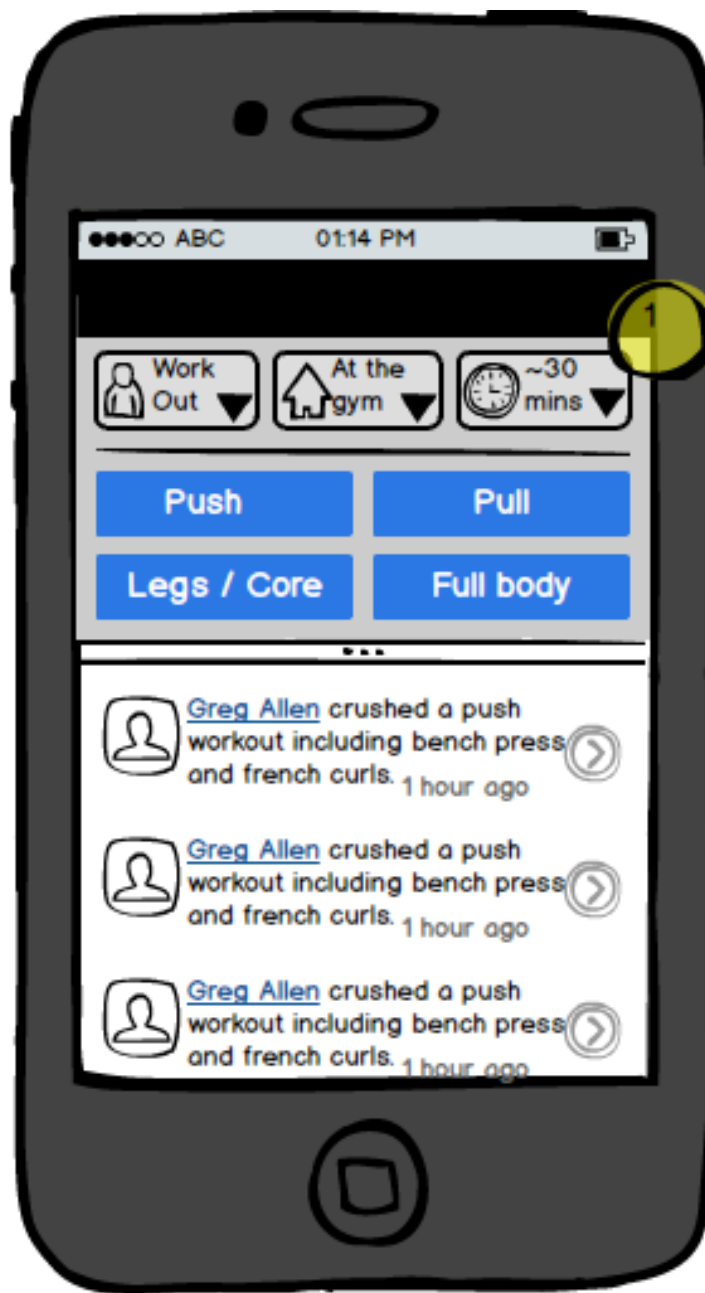 ABC 01:14 PM
1
Work Out
At the gym
~30 mins
Push
Pull
Legs / Core
Full body
...
Greg Allen crushed a push
workout including bench press
and french curls. 1 hour ago
Greg Allen crushed a push
workout including bench press
and french curls. 1 hour ago
Greg Allen crushed a push
workout including bench press
and french curls. 1 hour ago